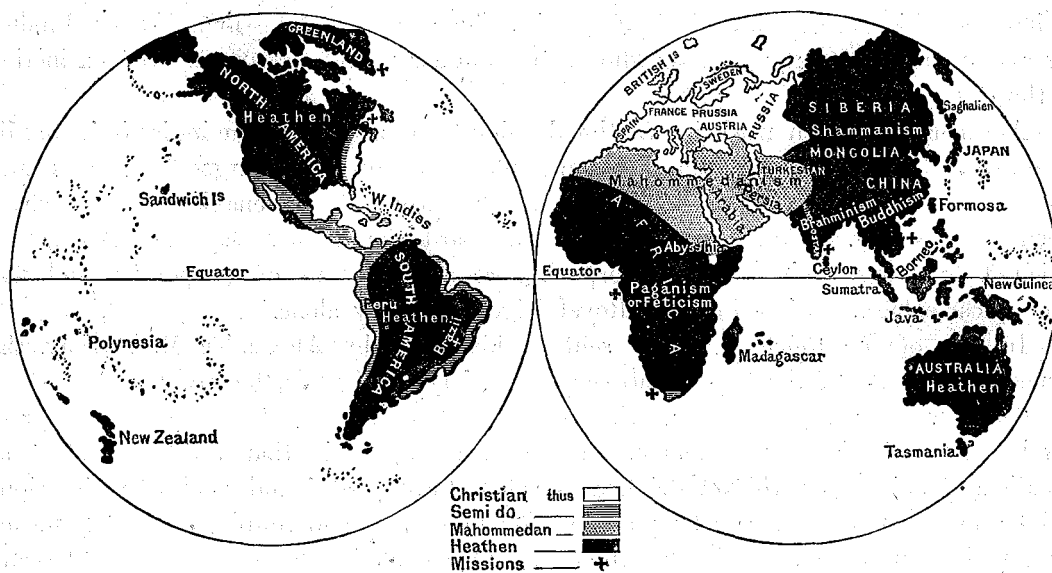 GREENLAND
NORTH AMERICA
Heathen
Sandwich Is
W. Indies
Equator
Peru
SOUTH AMERICA
Heathen
Brazil
Polynesia
New Zealand
BRITISH IS
SWEDEN
RUSSIA
FRANCE PRUSSIA
SPAIN
AUSTRIA
TURKESTAN
Mahommedanism
Arabia
Persia
SIBERIA
Shammanism
MONGOLIA
CHINA
Brahminism
Buddhism
Saghalien
JAPAN
Formosa
AFRICA
Abyssinia
Equator
Paganism
or Feticism
Ceylon
Sumatra
Borneo
New Guinea
Java
Madagascar
AUSTRALIA
Heathen
Tasmania
Christian thus
Semi do
Mahommedan
Heathen
Missions